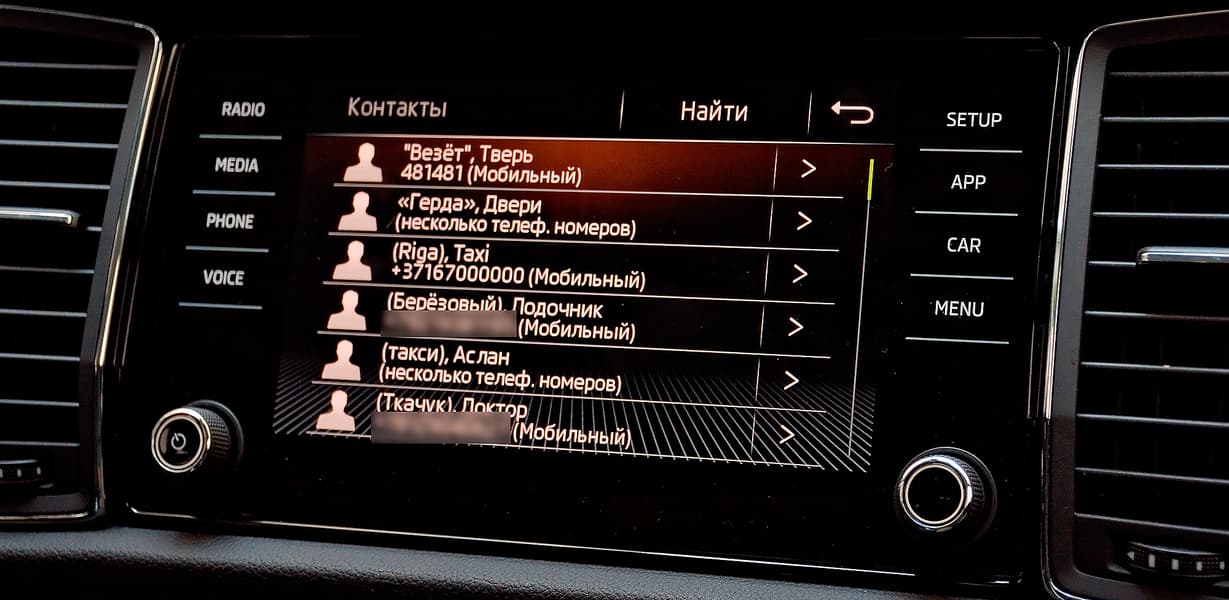 RADIO
MEDIA
PHONE
VOICE
Контакты
Найти
"Везёт", Тверь
481481 (Мобильный)
«Герда», Двери
(несколько телеф. номеров)
(Riga), Taxi
+37167000000 (Мобильный)
(Берёзовый), Лодочник
(Мобильный)
(такси), Аслан
(несколько телеф. номеров)
(Ткачук), Доктор
(Мобильный)
SETUP
APP
CAR
MENU